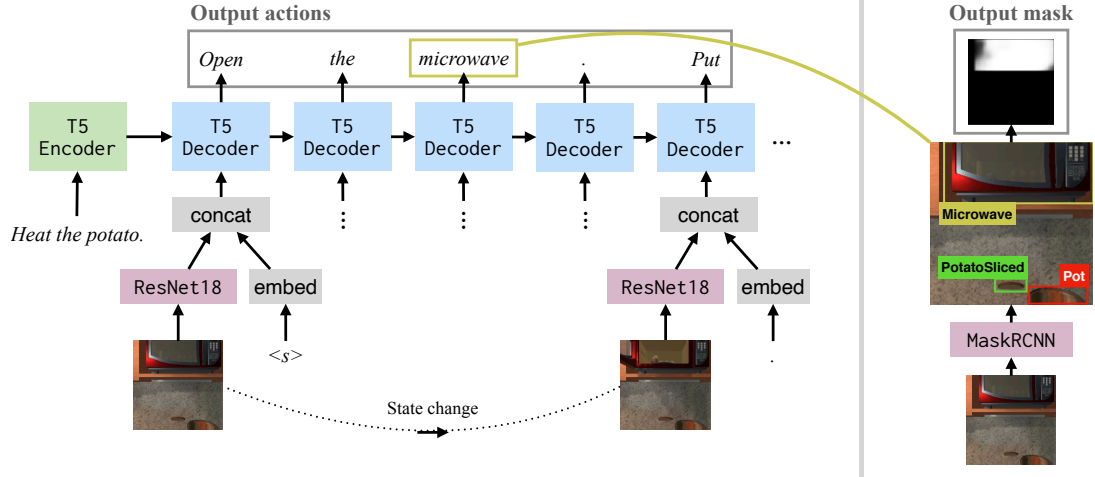 Output actions
Output mask
Open
the
microwave
.
Put
T5
Encoder
T5
Decoder
T5
Decoder
T5
Decoder
T5
Decoder
T5
Decoder
...
Heat the potato.
concat
⋮
⋮
⋮
concat
ResNet18
embed
ResNet18
embed
<s>
.
State change
Microwave
PotatoSliced
Pot
MaskRCNN